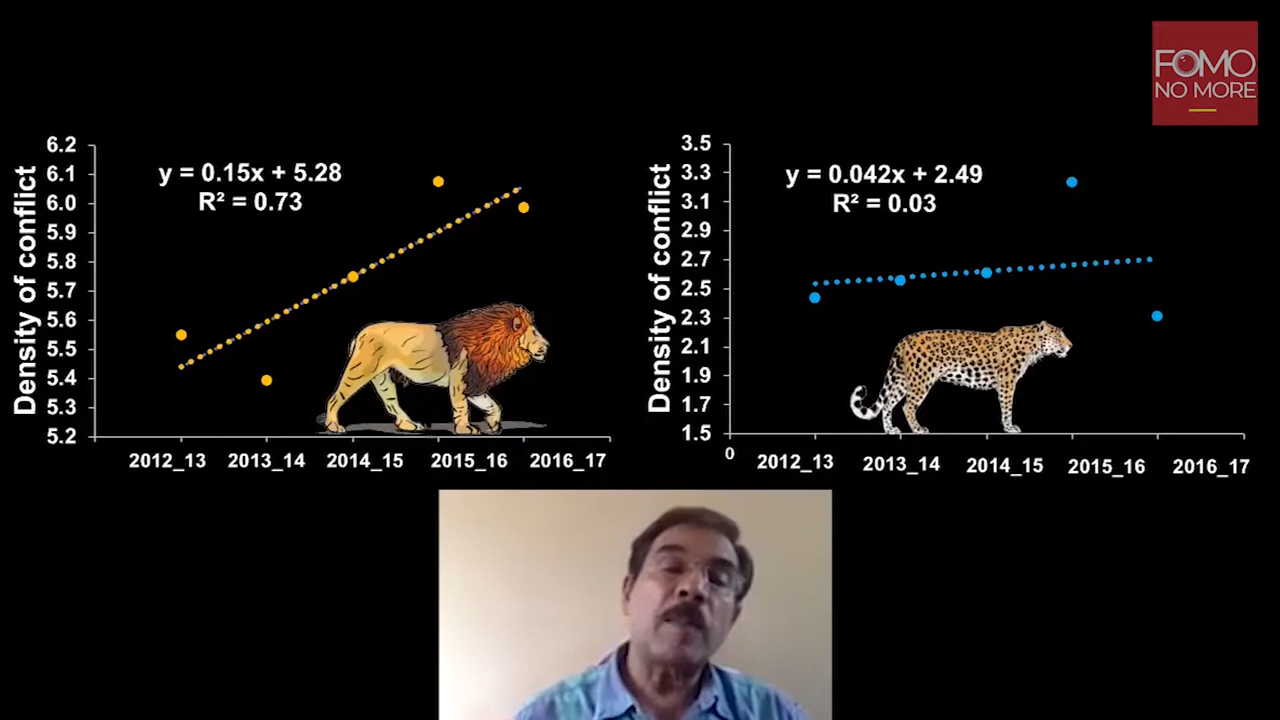 FOMO
NO MORE
Density of conflict
6.2
6.1
6.0
5.9
5.8
5.7
5.6
5.5
5.4
5.3
5.2
y = 0.15x + 5.28
R² = 0.73
2012_13 2013_14 2014_15 2015_16 2016_17
Density of conflict
3.5
3.3
3.1
2.9
2.7
2.5
2.3
2.1
1.9
1.7
1.5
y = 0.042x + 2.49
R² = 0.03
0 2012_13 2013_14 2014_15 2015_16 2016_17